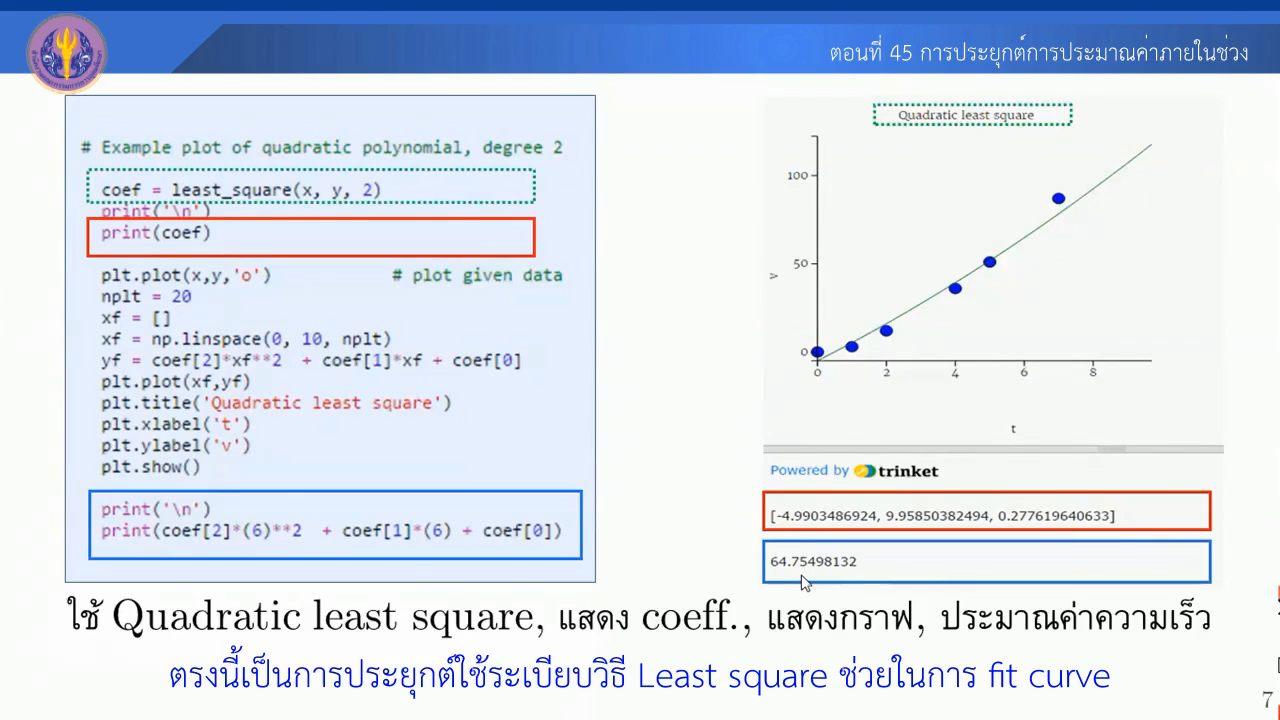 ตอนที่ 45 การประยุกต์การประมาณค่าภายในช่วง
# Example plot of quadratic polynomial, degree 2
coef = least_square(x, y, 2)
print('\n')
print(coef)
plt.plot(x,y,'o') # plot given data
nplt = 20
xf = []
xf = np.linspace(0, 10, nplt)
yf = coef[2]*xf**2 + coef[1]*xf + coef[0]
plt.plot(xf,yf)
plt.title('Quadratic least square')
plt.xlabel('t')
plt.ylabel('v')
plt.show()
print('\n')
print(coef[2]*(6)**2 + coef[1]*(6) + coef[0])
Quadratic least square
100
50
0
v
0 2 4 6 8
t
Powered by trinket
[-4.9903486924, 9.95850382494, 0.277619640633]
64.75498132
ใช้ Quadratic least square, แสดง coeff., แสดงกราฟ, ประมาณค่าความเร็ว
ตรงนี้เป็นการประยุกต์ใช้ระเบียบวิธี Least square ช่วยในการ fit curve
7